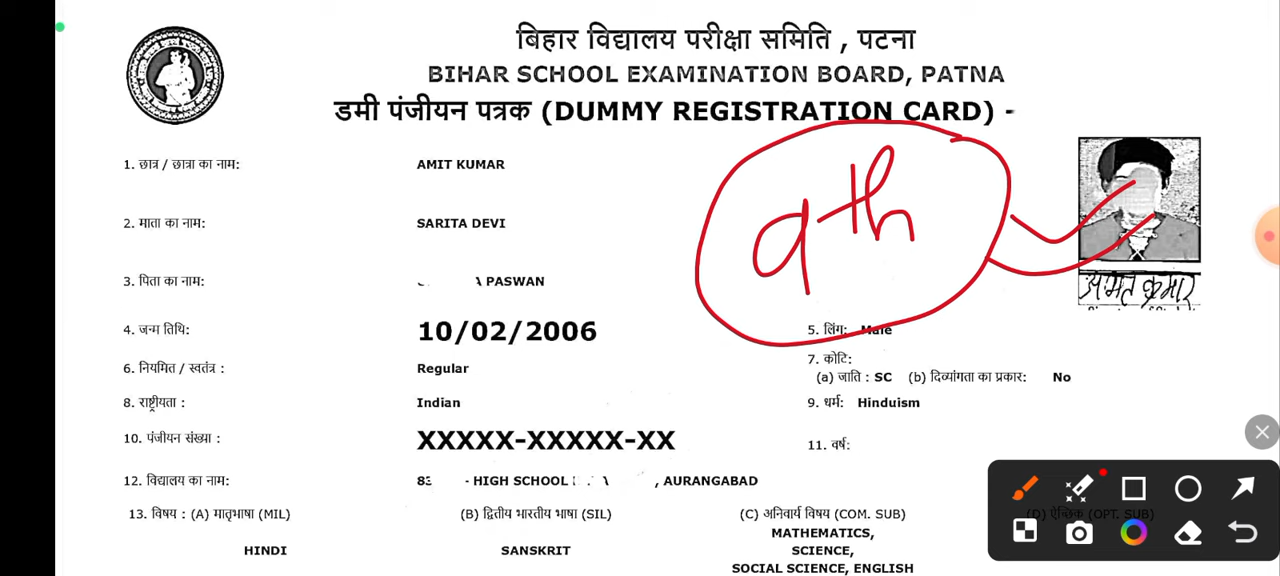 बिहार विद्यालय परीक्षा समिति , पटना
BIHAR SCHOOL EXAMINATION BOARD, PATNA
डमी पंजीयन पत्रक (DUMMY REGISTRATION CARD) -
1. छात्र / छात्रा का नाम: AMIT KUMAR
9th
2. माता का नाम: SARITA DEVI
3. पिता का नाम: PASWAN
अमित कुमार
4. जन्म तिथि: 10/02/2006 5. लिंग: Male
6. नियमित / स्वतंत्र : Regular 7. कोटि:
(a) जाति : SC (b) दिव्यांगता का प्रकार: No
8. राष्ट्रीयता : Indian 9. धर्म: Hinduism
10. पंजीयन संख्या : XXXXX-XXXXX-XX 11. वर्ष:
12. विद्यालय का नाम: - HIGH SCHOOL , AURANGABAD
13. विषय : (A) मातृभाषा (MIL) (B) द्वितीय भारतीय भाषा (SIL) (C) अनिवार्य विषय (COM. SUB) (D) ऐच्छिक (OPT. SUB)
HINDI SANSKRIT MATHEMATICS,
SCIENCE,
SOCIAL SCIENCE, ENGLISH